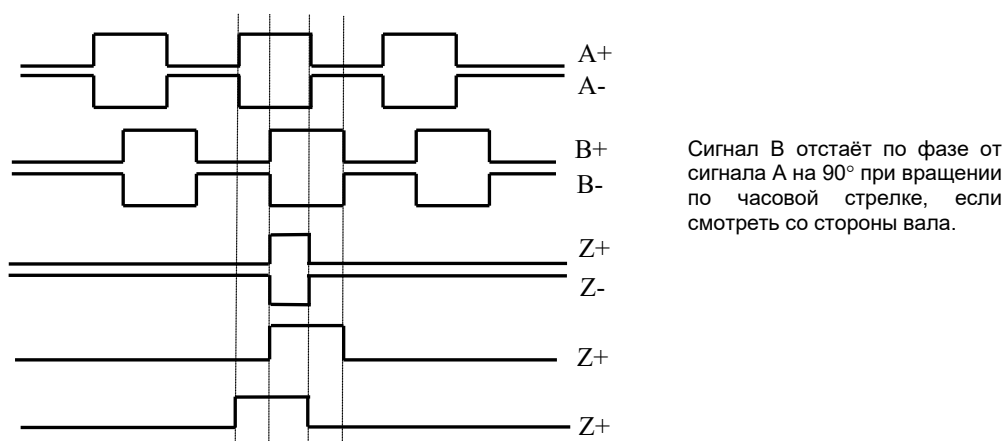 A+
A-
B+
B-
Z+
Z-
Z+
Z+
Сигнал В отстаёт по фазе от
сигнала А на 90° при вращении
по часовой стрелке, если
смотреть со стороны вала.